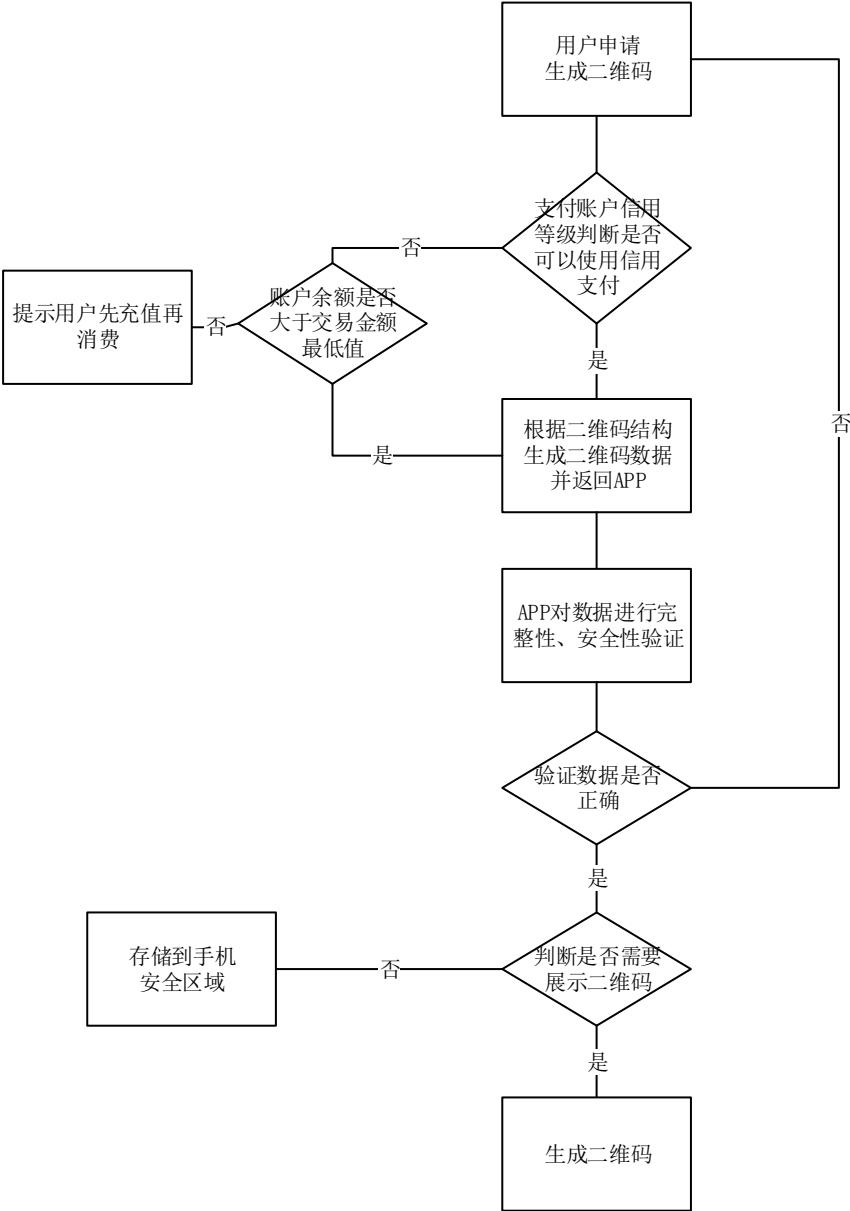 用户申请
生成二维码
支付账户信用
等级判断是否
可以使用信用
支付
否
账户余额是否
大于交易金额
最低值
否
提示用户先充值再
消费
是
是
根据二维码结构
生成二维码数据
并返回APP
否
APP对数据进行完
整性、安全性验证
验证数据是否
正确
是
判断是否需要
展示二维码
否
存储到手机
安全区域
是
生成二维码